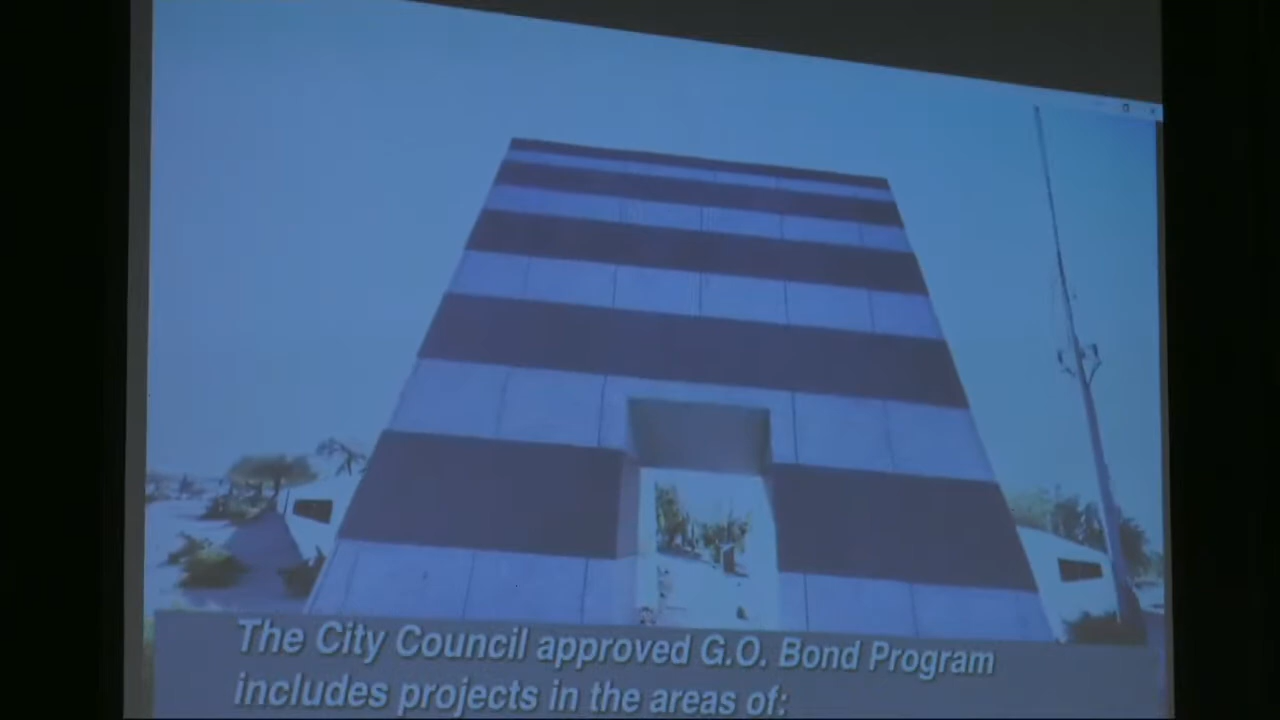 The City Council approved G.O. Bond Program
includes projects in the areas of: